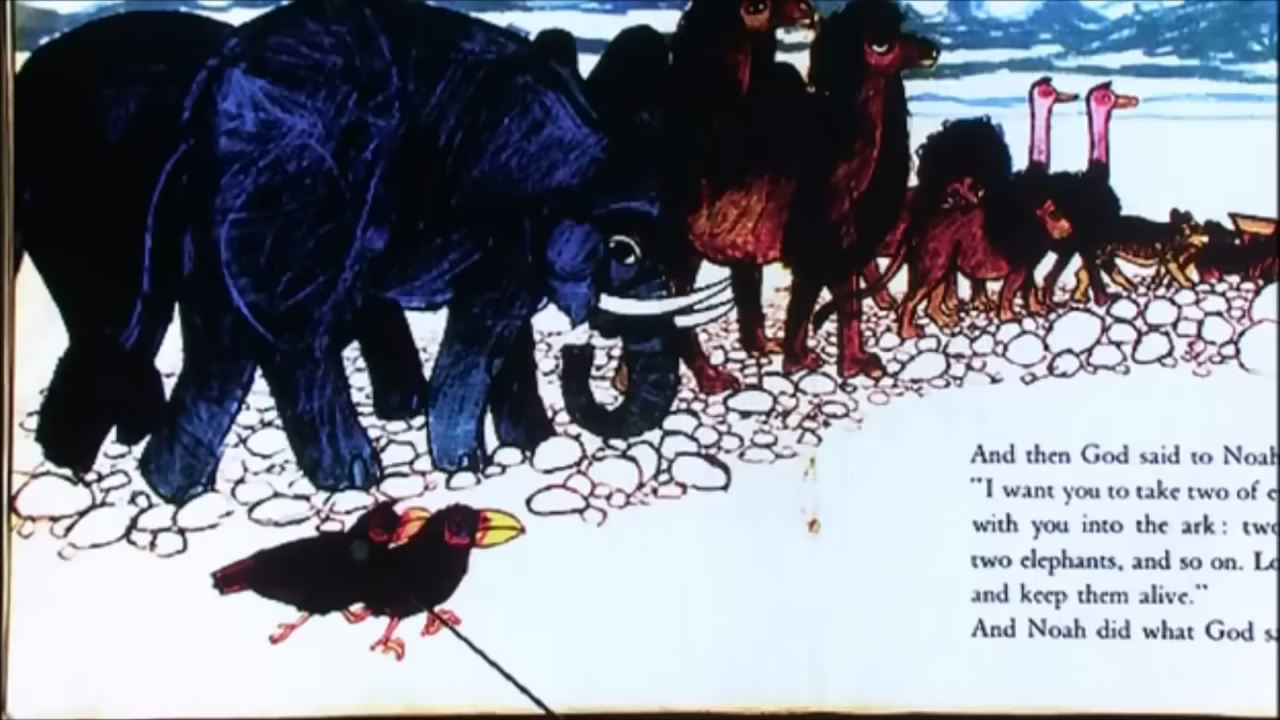 And then God said to Noah
"I want you to take two of
with you into the ark: two
two elephants, and so on.
and keep them alive."
And Noah did what God